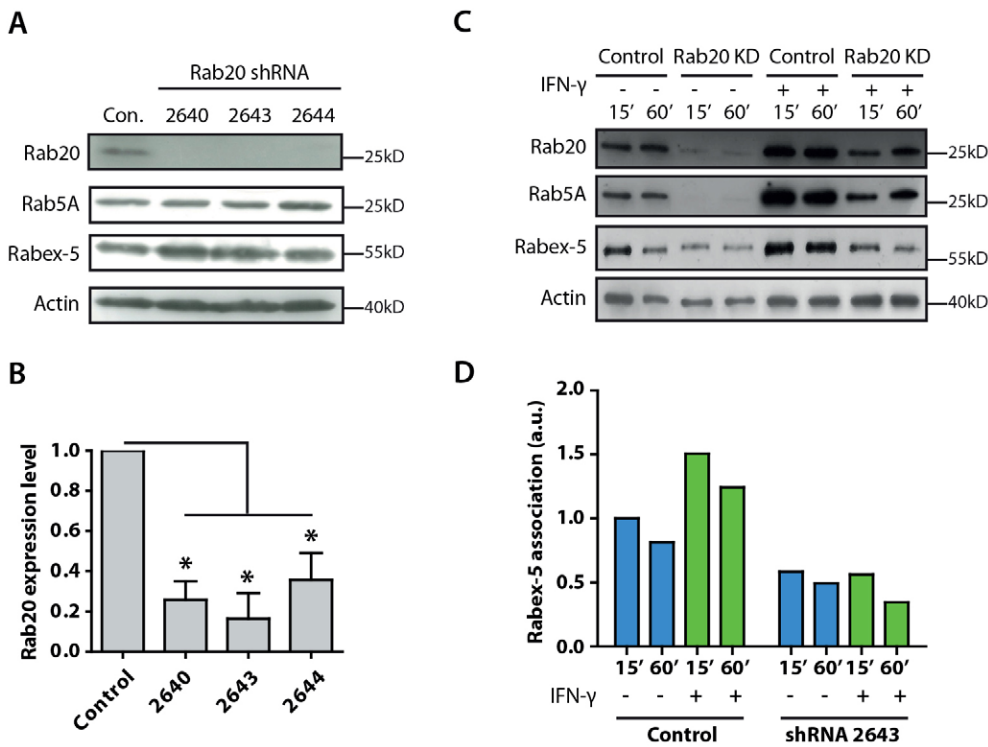 A
Rab20 shRNA
Con. 2640 2643 2644
Rab20 25kD
Rab5A 25kD
Rabex-5 55kD
Actin 40kD
B
Rab20 expression level
1.0
0.8
0.6
0.4
0.2
0.0
* * *
Control 2640 2643 2644
C
Control Rab20 KD Control Rab20 KD
IFN-γ - - - - + + + +
15′ 60′ 15′ 60′ 15′ 60′ 15′ 60′
Rab20 25kD
Rab5A 25kD
Rabex-5 55kD
Actin 40kD
D
Rabex-5 association (a.u.)
2.0
1.5
1.0
0.5
0.0
15′ 60′ 15′ 60′ 15′ 60′ 15′ 60′
IFN-γ - - + + - - + +
Control shRNA 2643